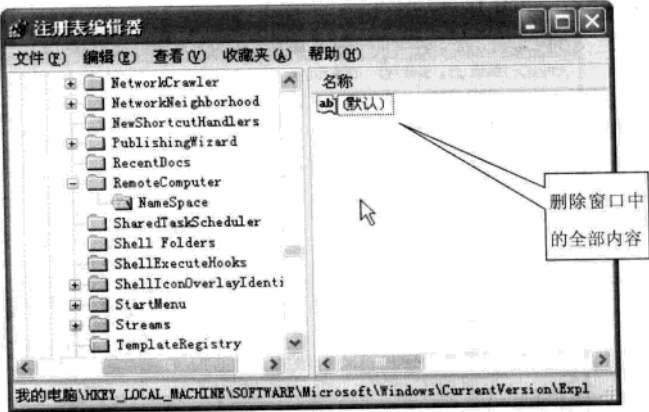 注册表编辑器
文件(F) 编辑(E) 查看(V) 收藏夹(A) 帮助(H)
NetworkCrawler
NetworkNeighborhood
NewShortcutHandlers
PublishingWizard
RecentDocs
RemoteComputer
NameSpace
SharedTaskScheduler
Shell Folders
ShellExecuteHooks
ShellIconOverlayIdenti
StartMenu
Streams
TemplateRegistry
名称
ab (默认)
删除窗口中
的全部内容
我的电脑\HKEY_LOCAL_MACHINE\SOFTWARE\Microsoft\Windows\CurrentVersion\Expl